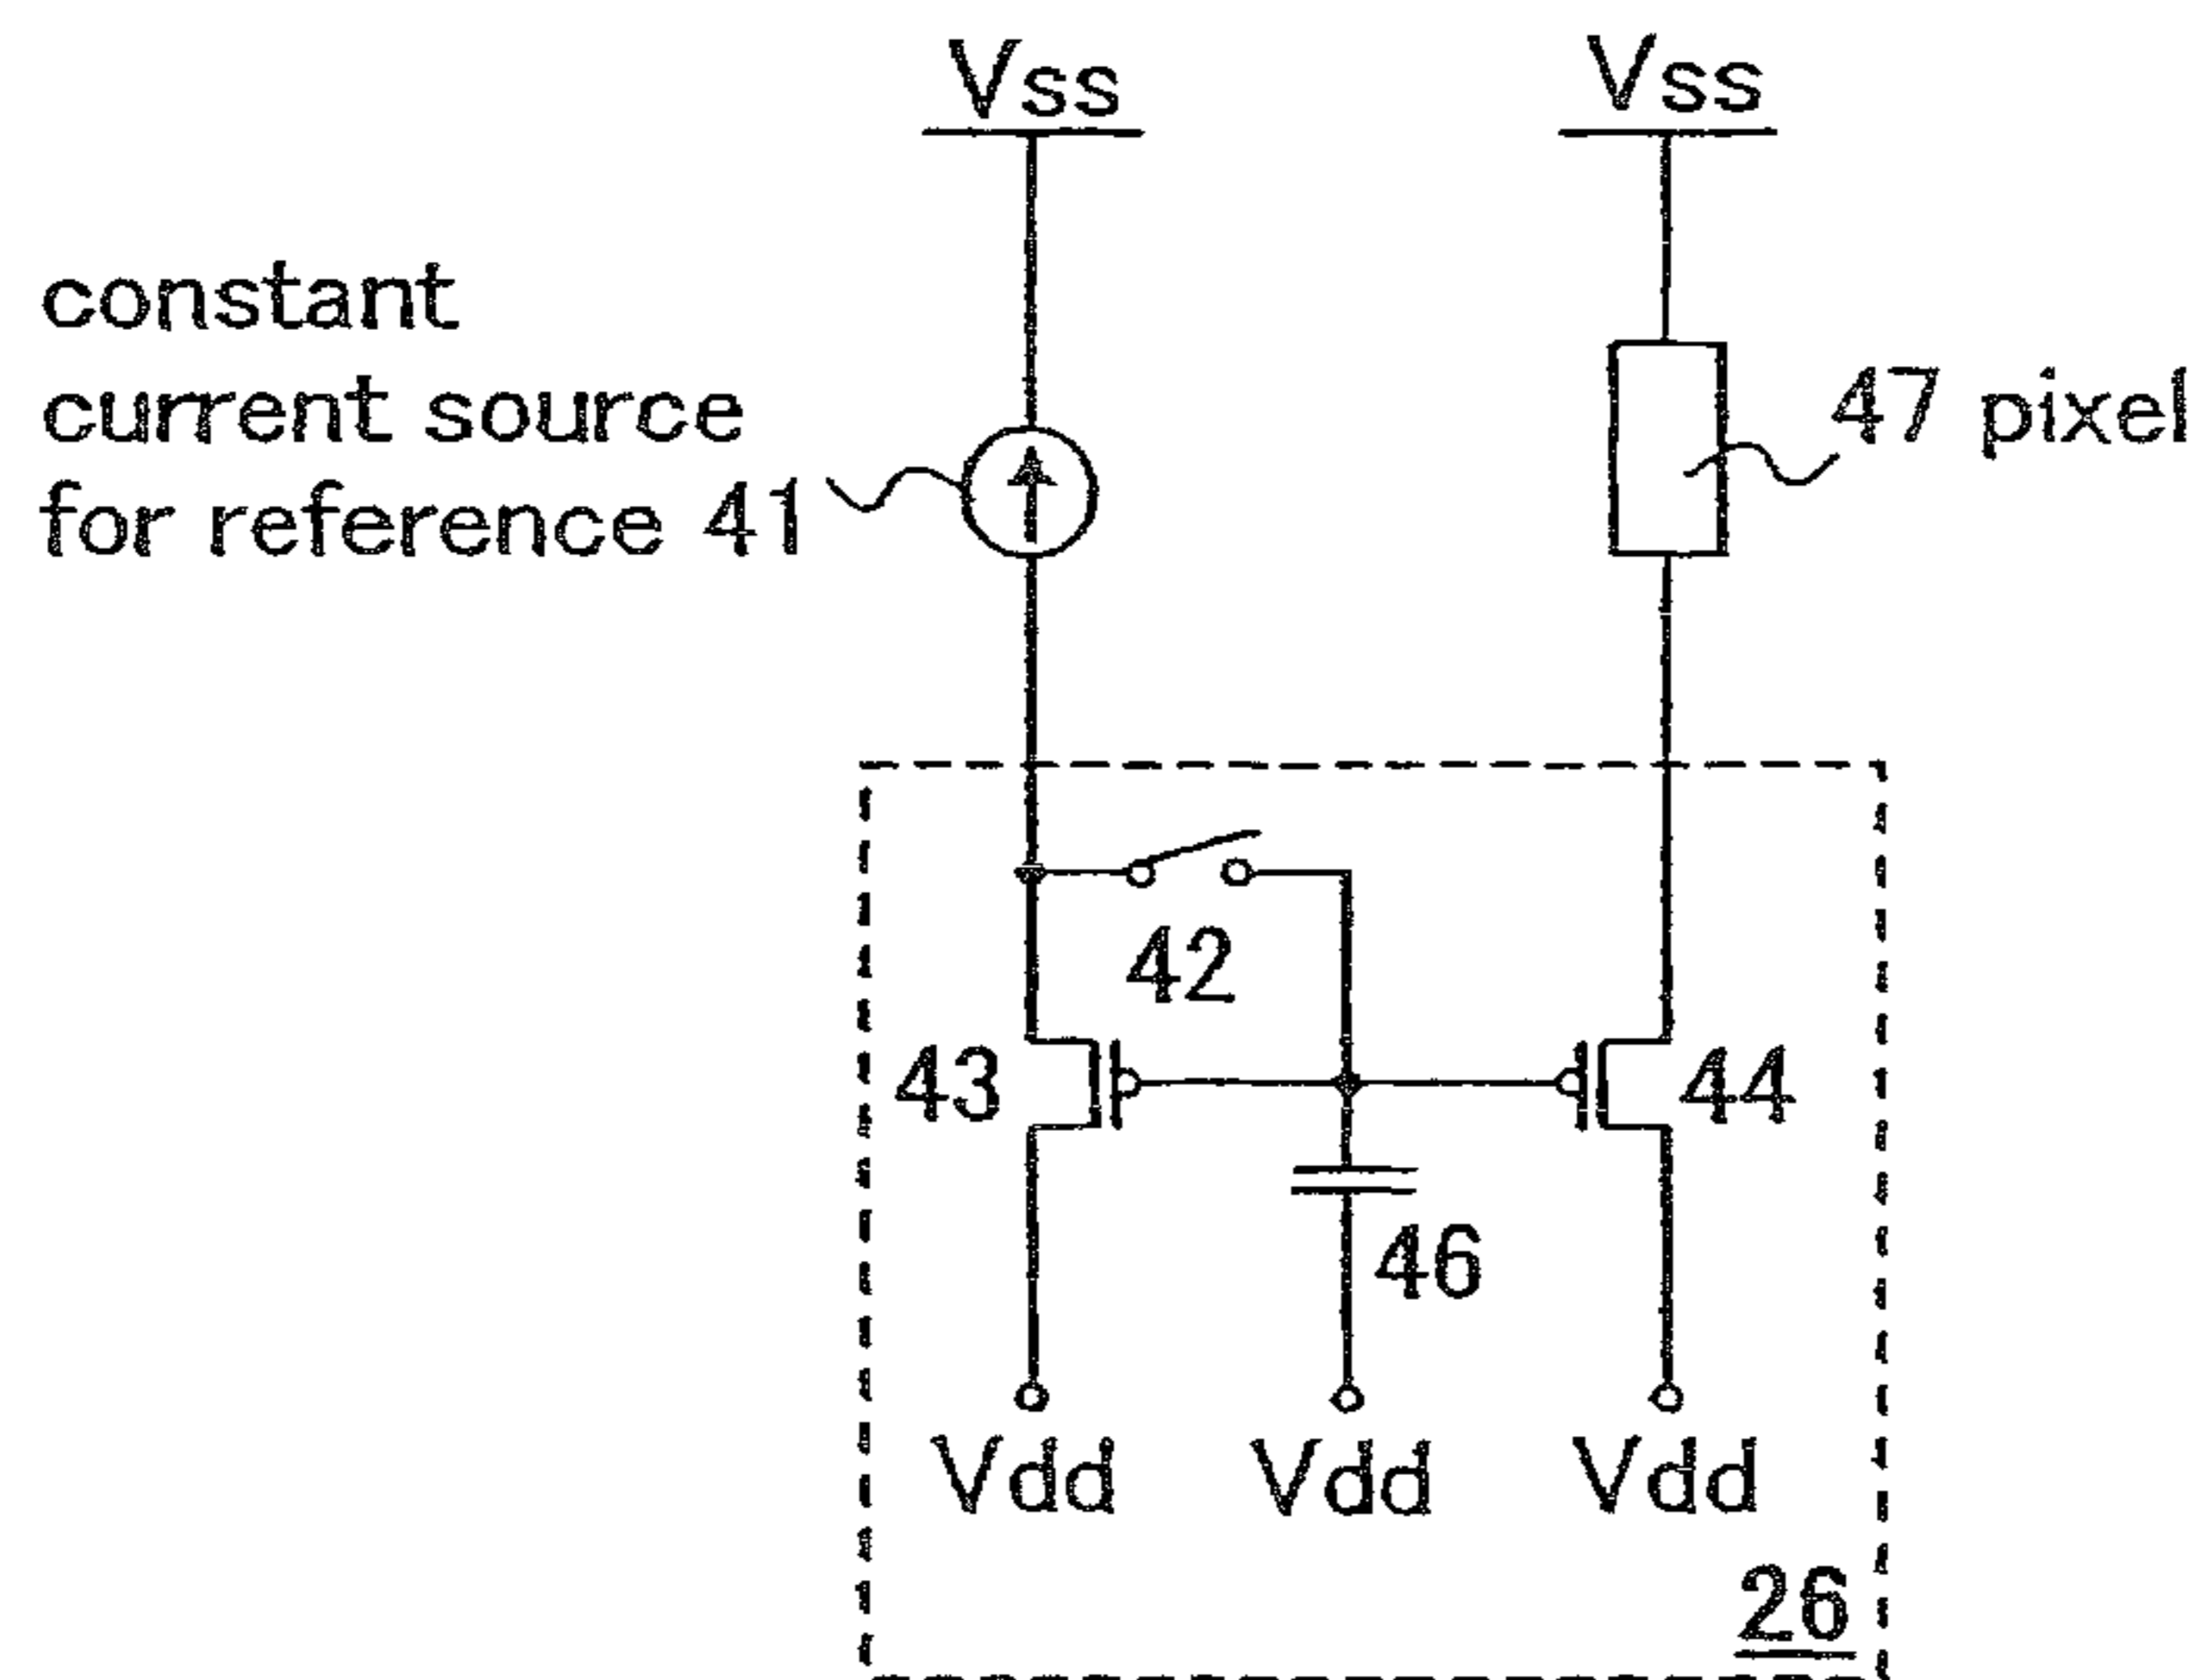 Vss
Vss
constant
current source
for reference 41
47 pixel
42
43
44
46
Vdd
Vdd
Vdd
26